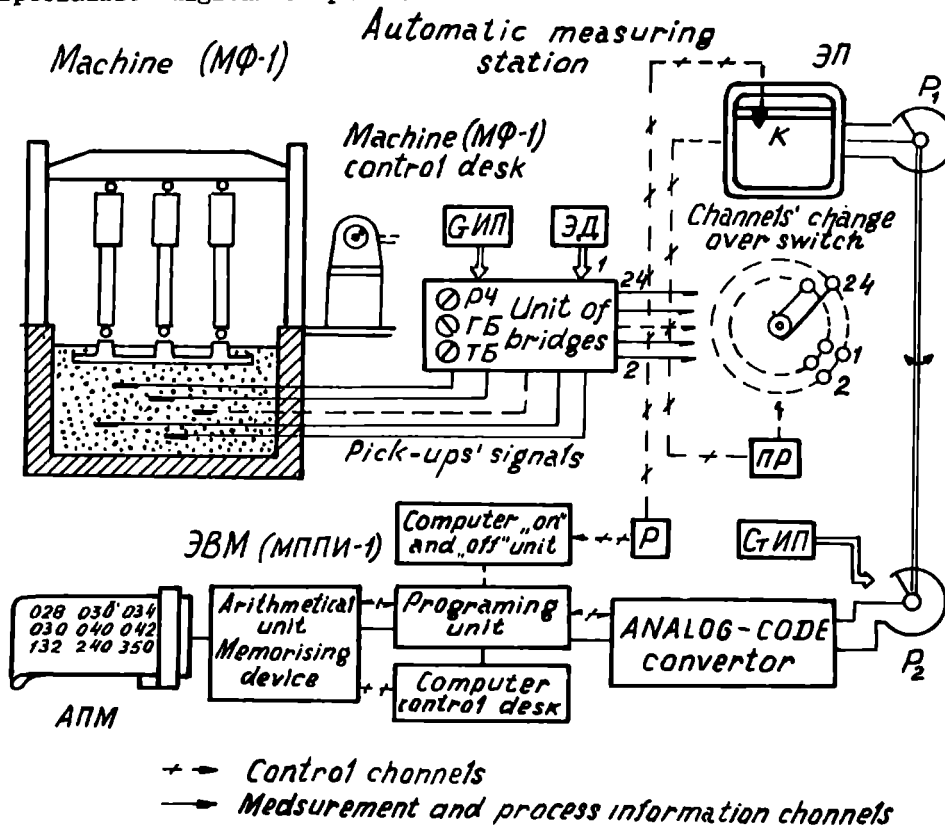 Machine (МФ-1)
Automatic measuring
station
ЭП
P1
K
Machine (МФ-1)
control desk
Channels' change
over switch
GИП
ЭД
1
24
РЧ
ГБ
ТБ
Unit of
bridges
2
24
1
2
Pick-ups' signals
ПР
ЭВМ (МППИ-1)
Computer „on"
and „off" unit
Р
СтИП
028 038 034
030 040 042
132 240 350
Arithmetical
unit
Memorising
device
Programing
unit
ANALOG-CODE
convertor
P2
Computer
control desk
АПМ
Control channels
Medsurement and process information channels